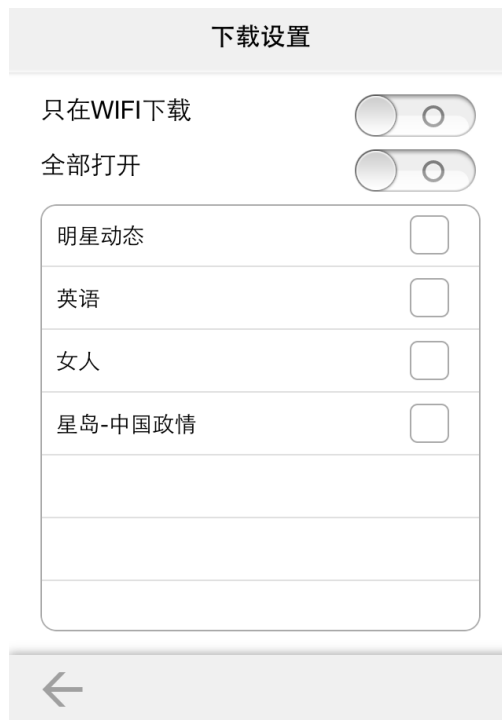 下载设置
只在WIFI下载
全部打开
明星动态
英语
女人
星岛-中国政情